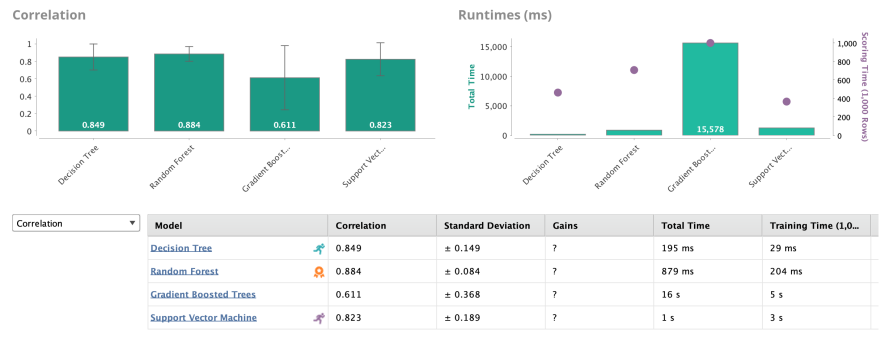 Correlation
1
0.8
0.6
0.4
0.2
0
0.849
0.884
0.611
0.823
Decision Tree
Random Forest
Gradient Boost...
Support Vect...
Runtimes (ms)
Total Time
15,000
10,000
5,000
0
15,578
1,000
800
600
400
200
0
Scoring Time (1,000 Rows)
Decision Tree
Random Forest
Gradient Boost...
Support Vect...
Correlation
Model Correlation Standard Deviation Gains Total Time Training Time (1,0...
Decision Tree 0.849 ± 0.149 ? 195 ms 29 ms
Random Forest 0.884 ± 0.084 ? 879 ms 204 ms
Gradient Boosted Trees 0.611 ± 0.368 ? 16 s 5 s
Support Vector Machine 0.823 ± 0.189 ? 1 s 3 s